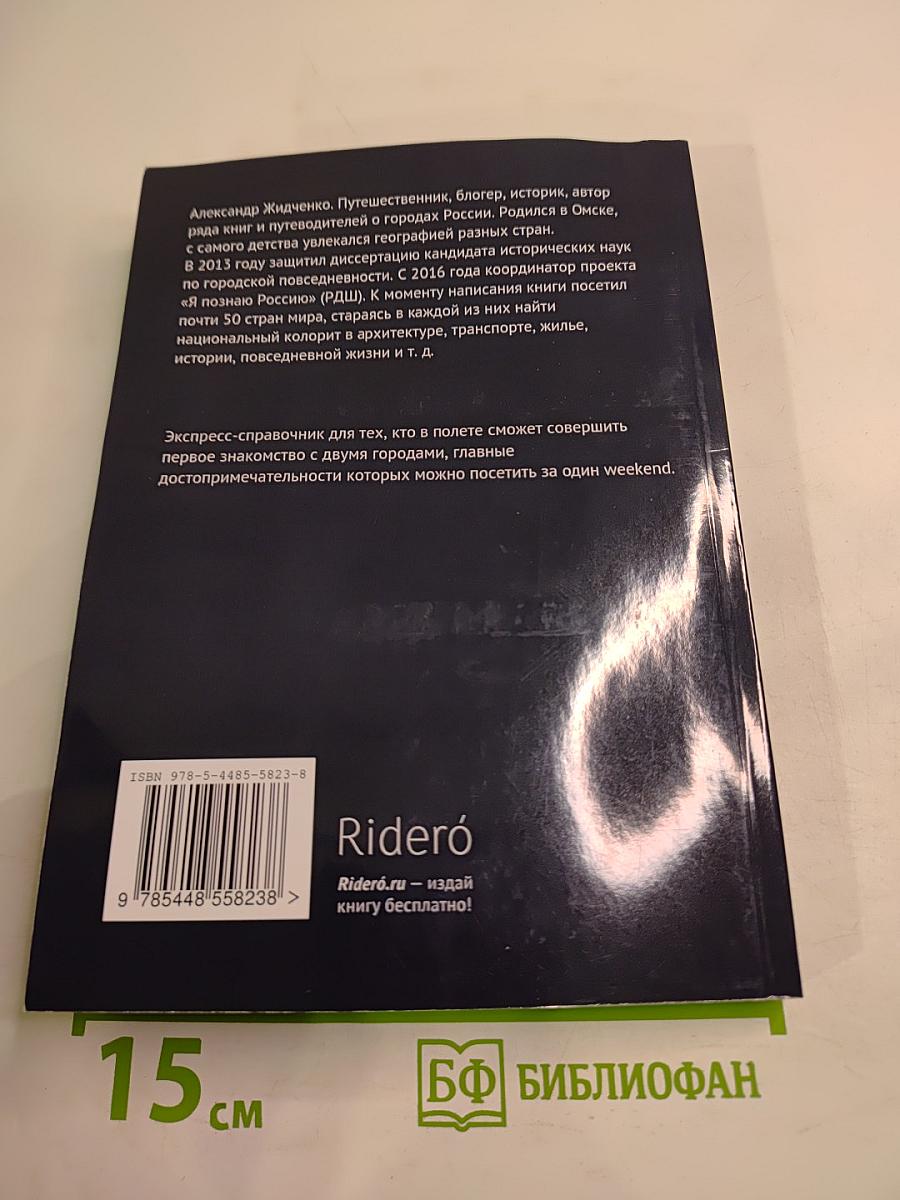 Александр Жидченко. Путешественник, блогер, историк, автор
ряда книг и путеводителей о городах России. Родился в Омске,
с самого детства увлекался географией разных стран.
В 2013 году защитил диссертацию кандидата исторических наук
по городской повседневности. С 2016 года координатор проекта
«Я познаю Россию» (РДШ). К моменту написания книги посетил
почти 50 стран мира, стараясь в каждой из них найти
национальный колорит в архитектуре, транспорте, жилье,
истории, повседневной жизни и т. д.
Экспресс-справочник для тех, кто в полете сможет совершить
первое знакомство с двумя городами, главные
достопримечательности которых можно посетить за один weekend.
ISBN 978-5-4485-5823-8
9 785448 558238 >
Rideró
Rideró.ru — издай
книгу бесплатно!
15 см
БФ БИБЛИОФАН